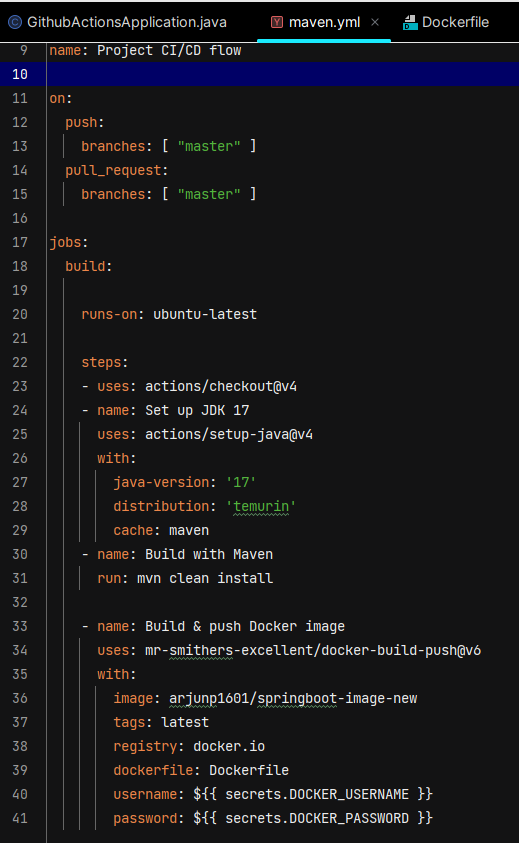 GithubActionsApplication.java maven.yml Dockerfile
9 name: Project CI/CD flow
10
11 on:
12 push:
13 branches: [ "master" ]
14 pull_request:
15 branches: [ "master" ]
16
17 jobs:
18 build:
19
20 runs-on: ubuntu-latest
21
22 steps:
23 - uses: actions/checkout@v4
24 - name: Set up JDK 17
25 uses: actions/setup-java@v4
26 with:
27 java-version: '17'
28 distribution: 'temurin'
29 cache: maven
30 - name: Build with Maven
31 run: mvn clean install
32
33 - name: Build & push Docker image
34 uses: mr-smithers-excellent/docker-build-push@v6
35 with:
36 image: arjunp1601/springboot-image-new
37 tags: latest
38 registry: docker.io
39 dockerfile: Dockerfile
40 username: ${{ secrets.DOCKER_USERNAME }}
41 password: ${{ secrets.DOCKER_PASSWORD }}